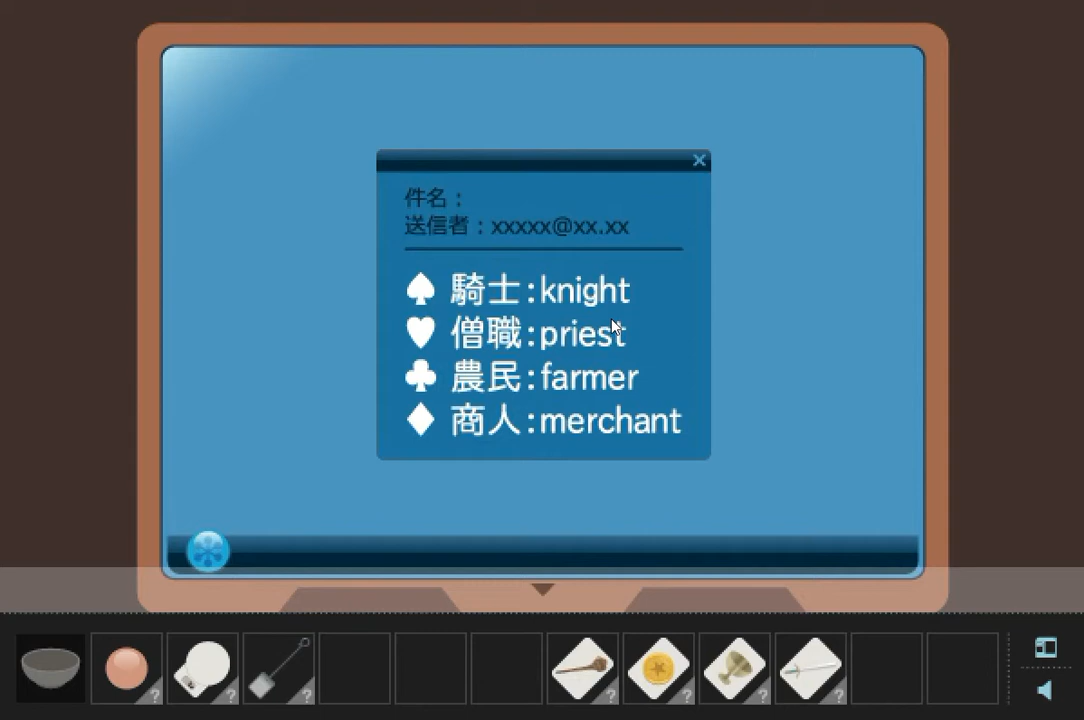 件名：
送信者：xxxxx@xx.xx
♠ 騎士:knight
♥ 僧職:priest
♣ 農民:farmer
♦ 商人:merchant
? ? ? ? ? ? ?